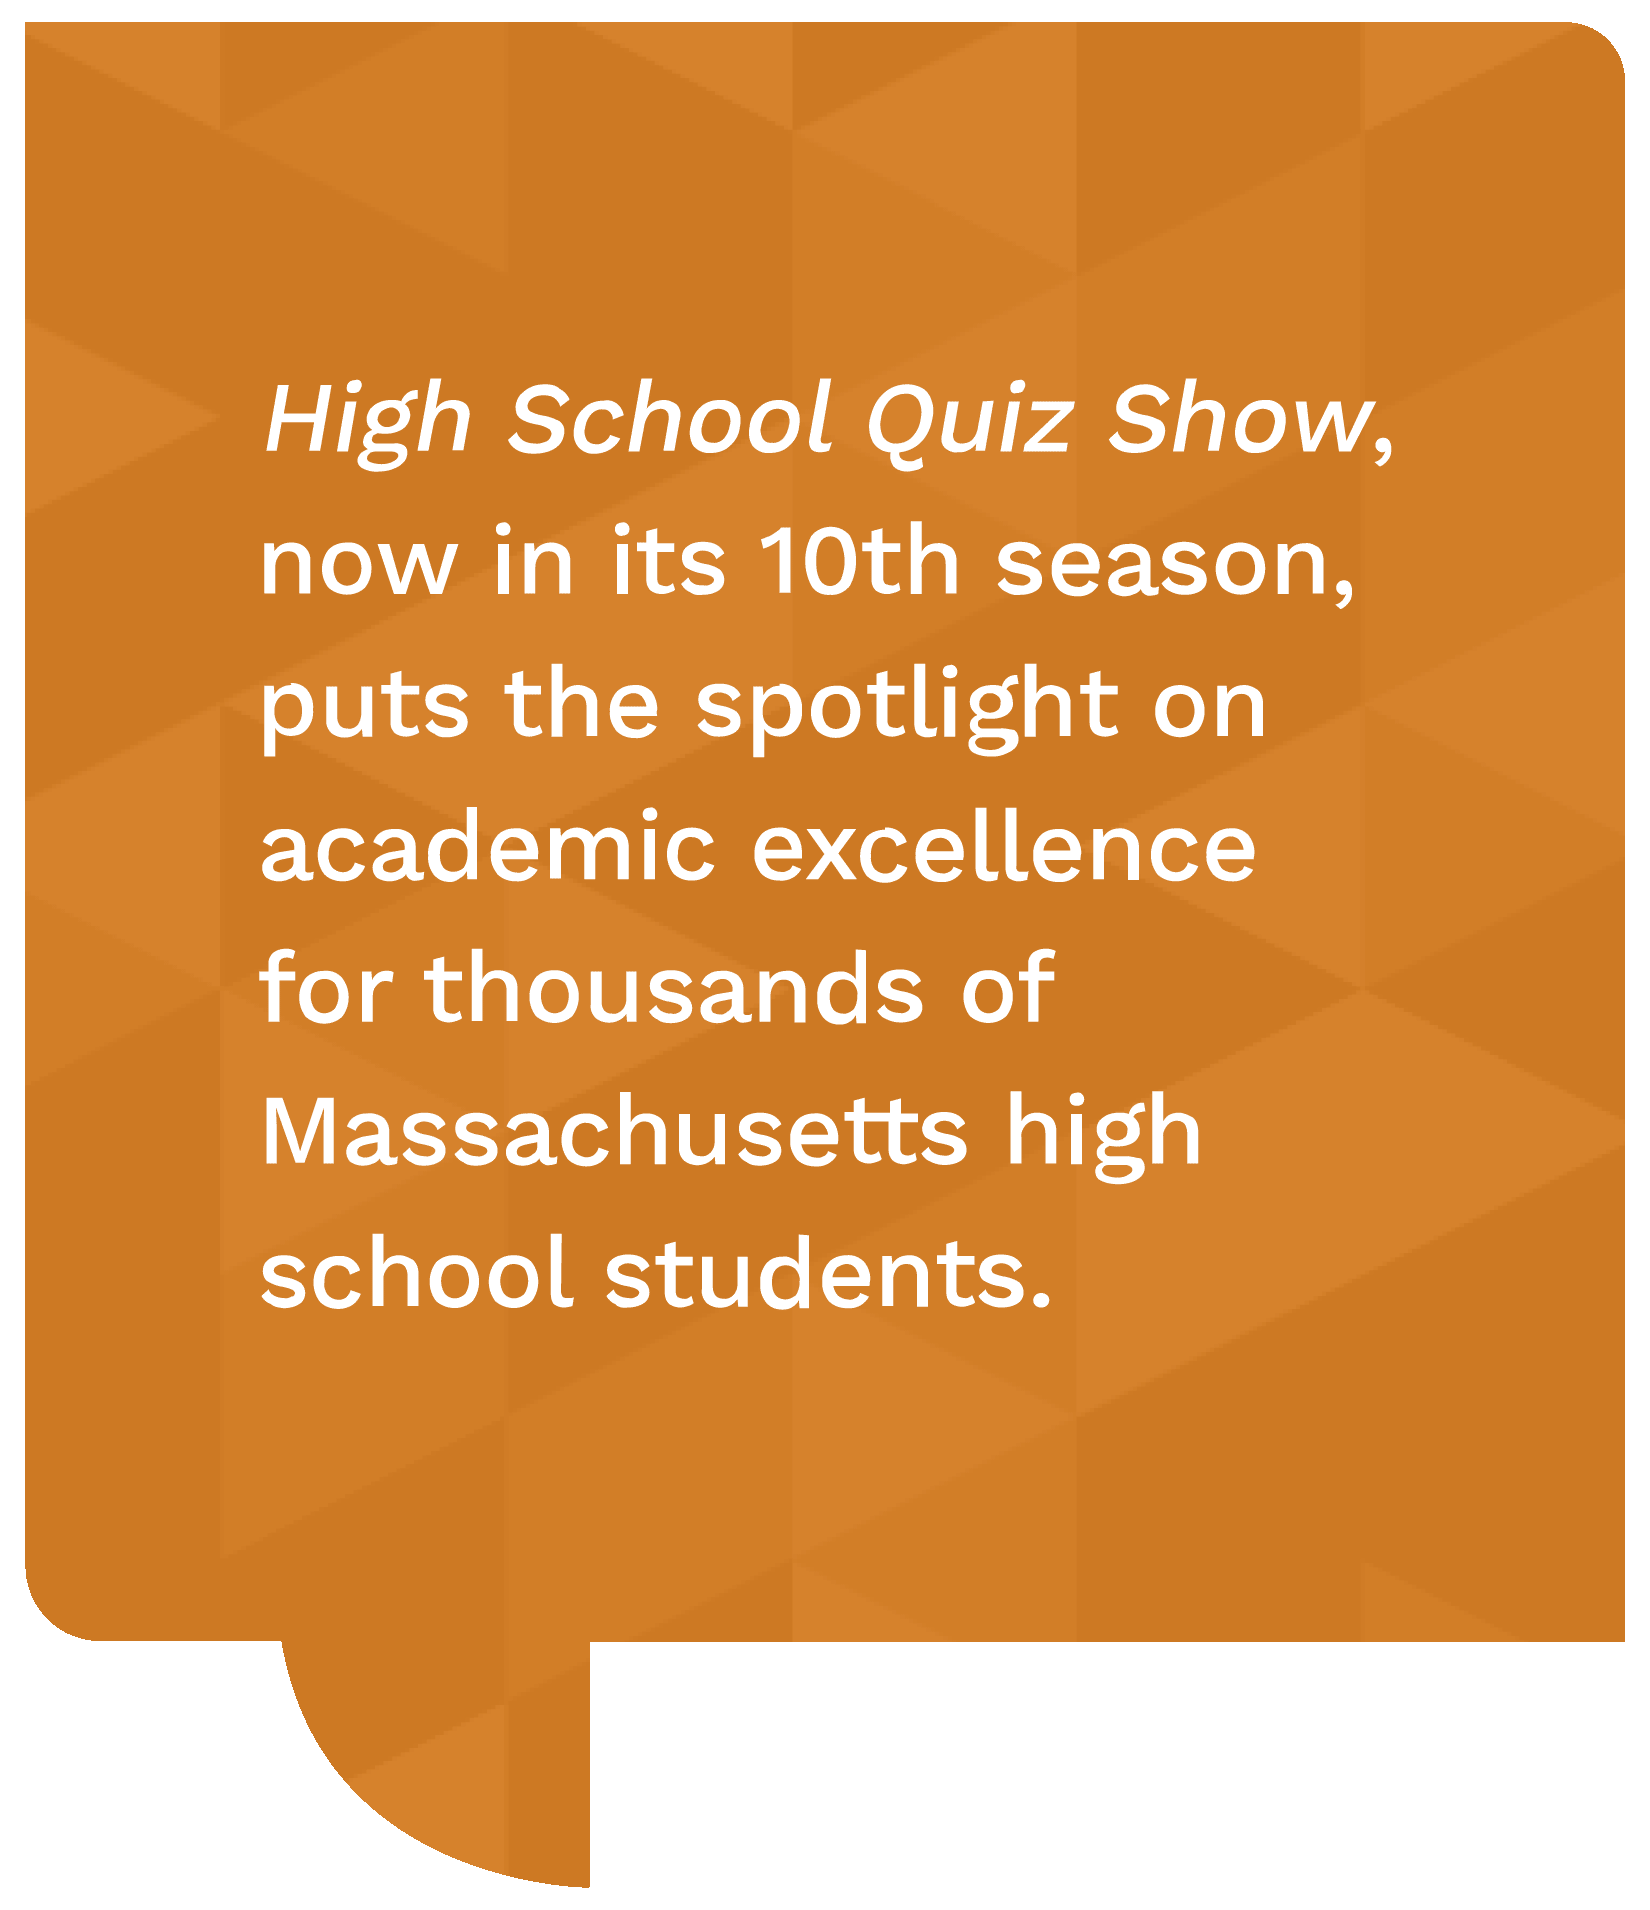 High School Quiz Show,
now in its 10th season,
puts the spotlight on
academic excellence
for thousands of
Massachusetts high
school students.